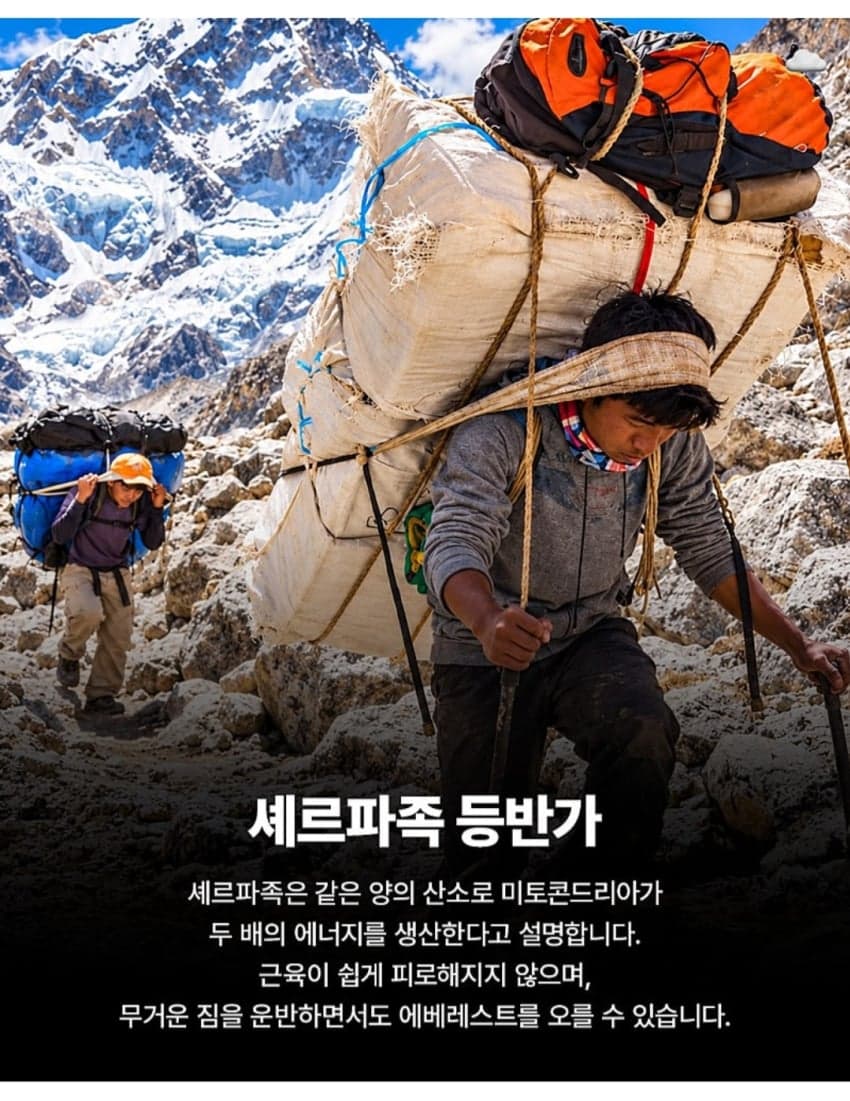 셰르파족 등반가
셰르파족은 같은 양의 산소로 미토콘드리아가
두 배의 에너지를 생산한다고 설명합니다.
근육이 쉽게 피로해지지 않으며,
무거운 짐을 운반하면서도 에베레스트를 오를 수 있습니다.